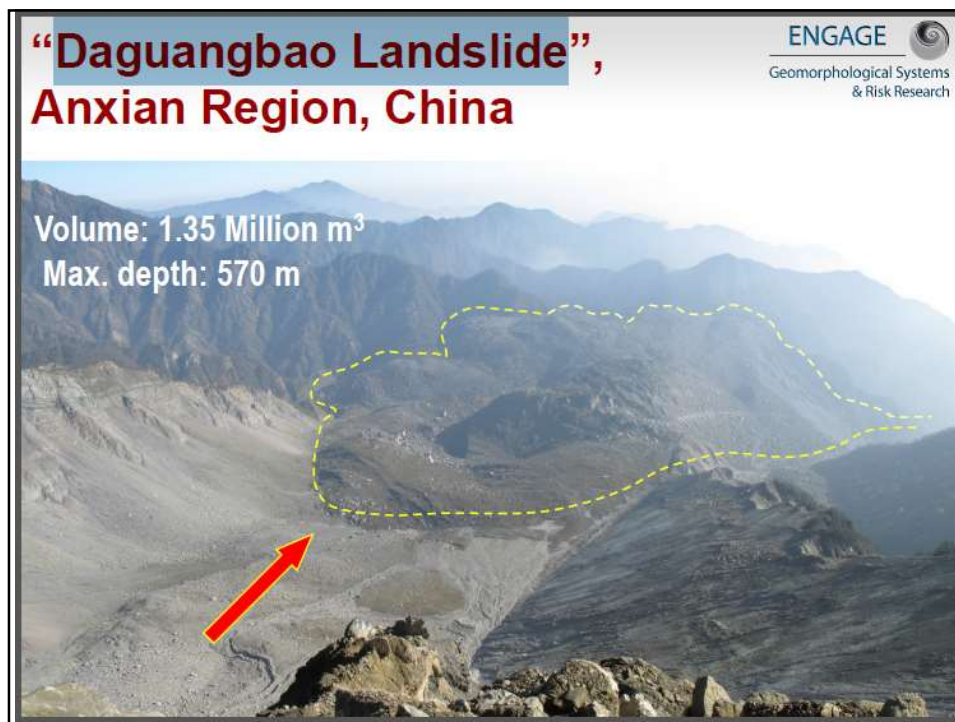 “Daguangbao Landslide”,
Anxian Region, China
ENGAGE
Geomorphological Systems
& Risk Research
Volume: 1.35 Million m³
Max. depth: 570 m